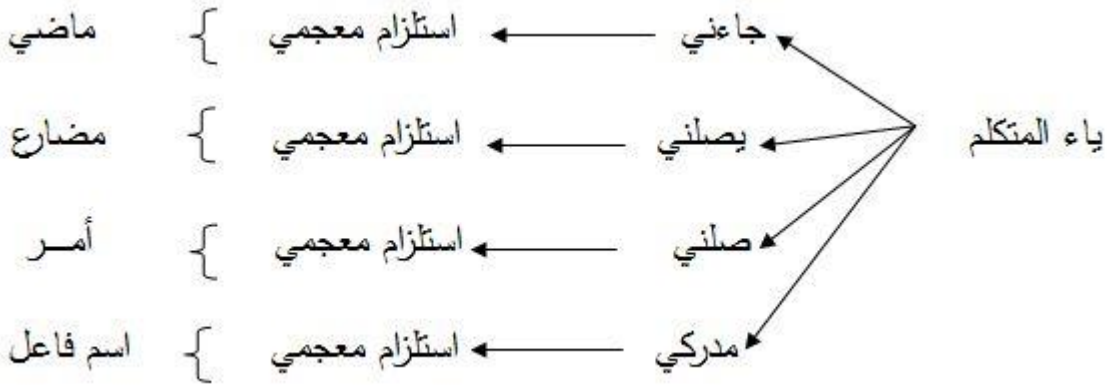 جاءني استلزام معجمي ماضي
ياء المتكلم يصلني استلزام معجمي مضارع
صلني استلزام معجمي أمـــر
مدركي استلزام معجمي اسم فاعل